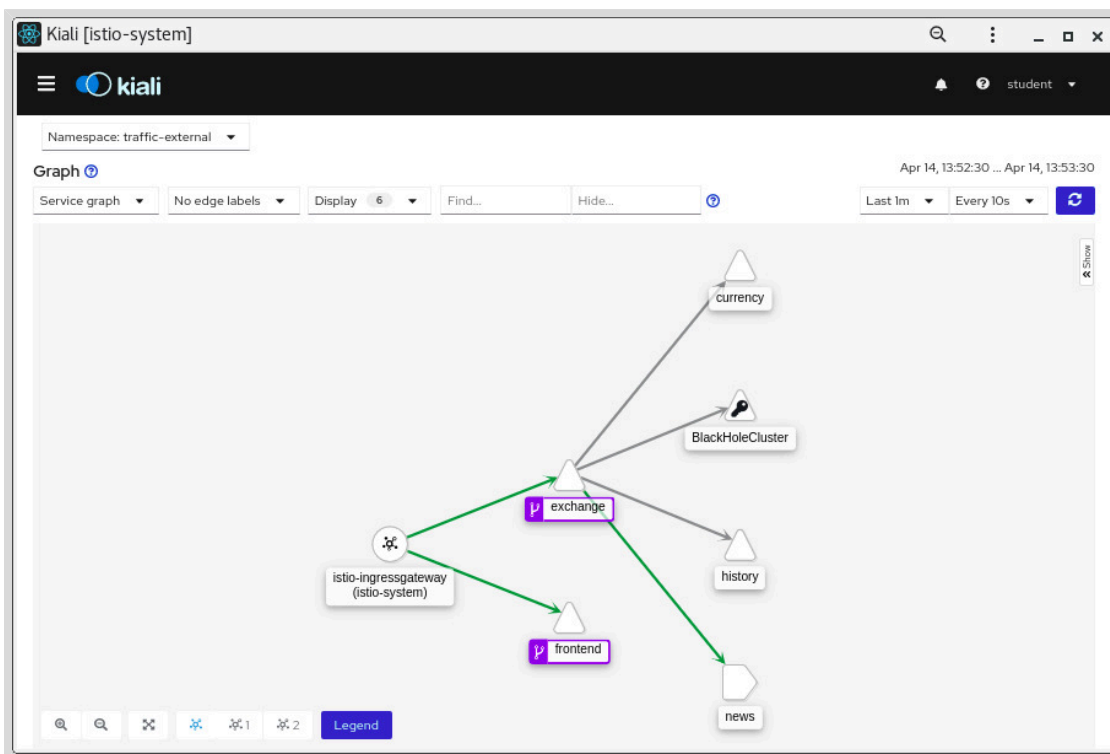 Kiali [istio-system]
kiali
student
Namespace: traffic-external
Graph
Apr 14, 13:52:30 ... Apr 14, 13:53:30
Service graph No edge labels Display 6 Find... Hide... Last 1m Every 10s
Show
currency
BlackHoleCluster
exchange
istio-ingressgateway
(istio-system)
history
frontend
news
1 2 Legend